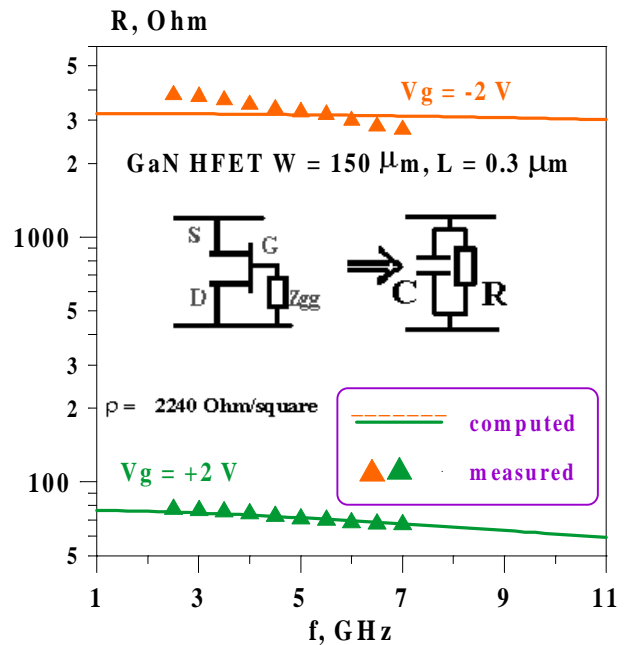 R, Ohm
5
Vg = -2 V
3
2
GaN HFET W = 150 μm, L = 0.3 μm
1000
S
G
D
Zgg
C
R
5
3
2
ρ = 2240 Ohm/square
computed
measured
Vg = +2 V
100
5
1 3 5 7 9 11
f, GHz